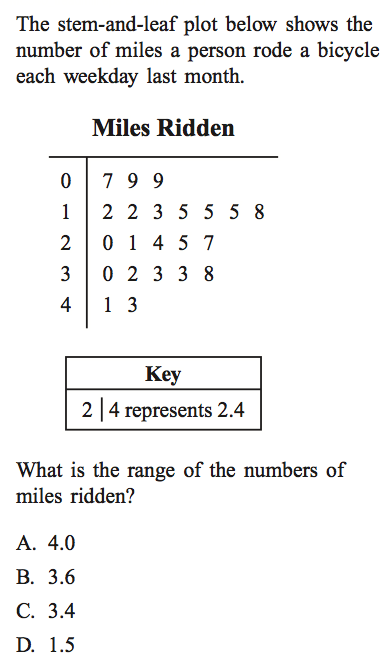 The stem-and-leaf plot below shows the
number of miles a person rode a bicycle
each weekday last month.
Miles Ridden
0 | 7 9 9
1 | 2 2 3 5 5 5 8
2 | 0 1 4 5 7
3 | 0 2 3 3 8
4 | 1 3
Key
2 | 4 represents 2.4
What is the range of the numbers of
miles ridden?
A. 4.0
B. 3.6
C. 3.4
D. 1.5